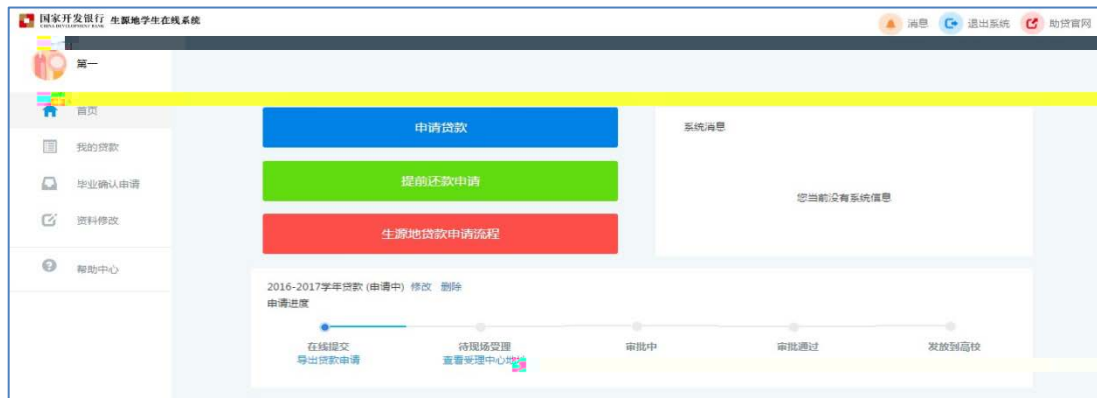 国家开发银行 生源地学生在线系统
CHINA DEVELOPMENT BANK
消息 退出系统 助贷官网
第一
首页
我的贷款
毕业确认申请
资料修改
帮助中心
申请贷款
提前还款申请
生源地贷款申请流程
系统消息
您当前没有系统信息
2016-2017学年贷款 (申请中) 修改 删除
申请进度
在线提交 待现场受理 审批中 审批通过 发放到高校
导出贷款申请 查看受理中心地址